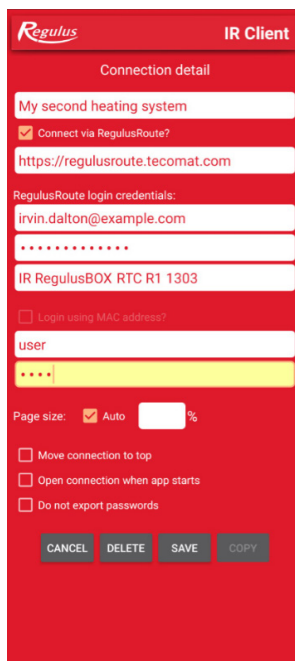 Regulus IR Client
Connection detail
My second heating system
Connect via RegulusRoute?
https://regulusroute.tecomat.com
RegulusRoute login credentials:
irvin.dalton@example.com
•••••••••••••
IR RegulusBOX RTC R1 1303
Login using MAC address?
user
••••
Page size: Auto %
Move connection to top
Open connection when app starts
Do not export passwords
CANCEL DELETE SAVE COPY